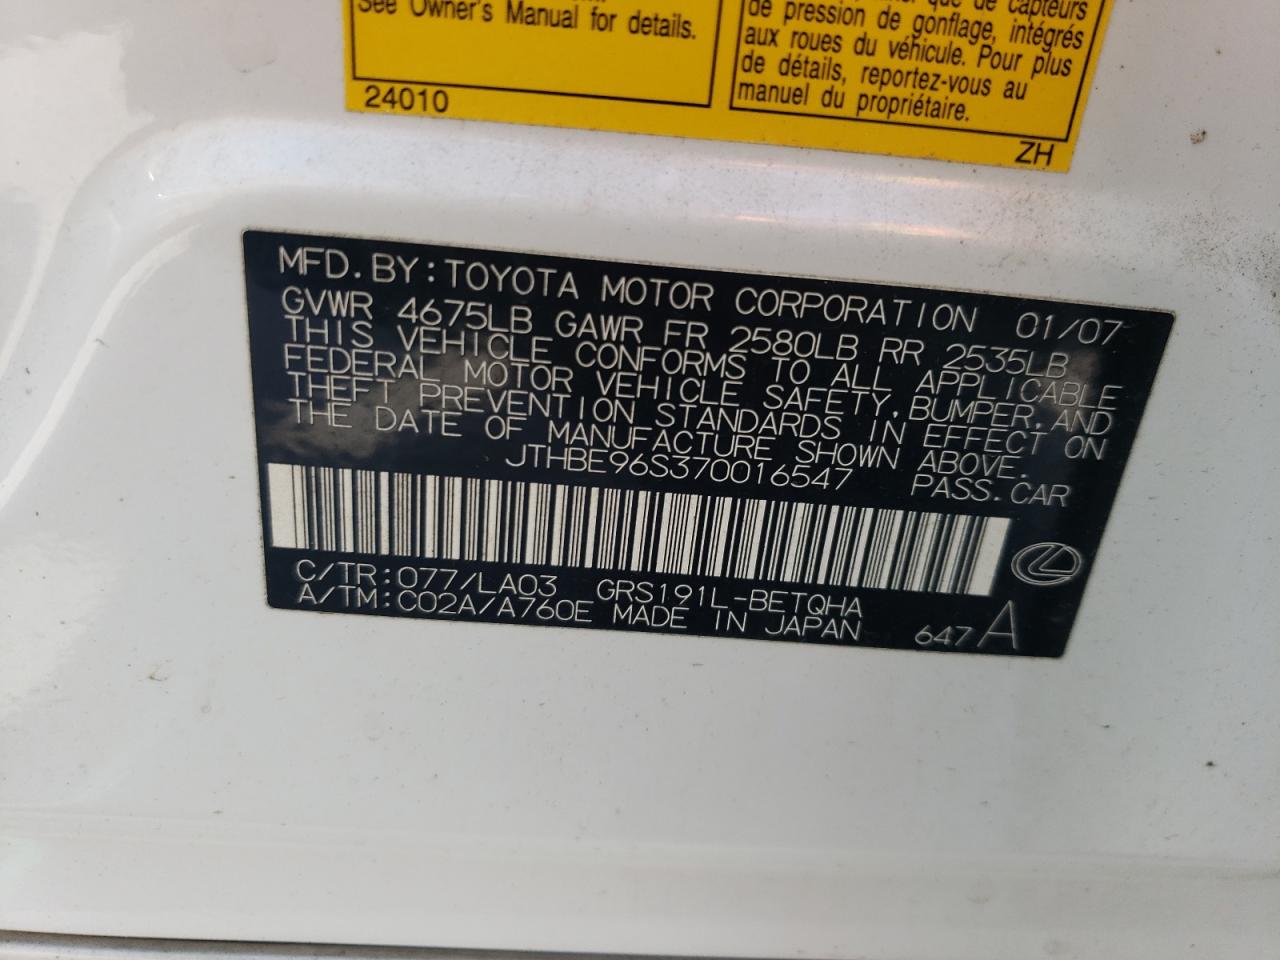 See Owner's Manual for details.
24010
que de capteurs
de pression de gonflage, intégrés
aux roues du véhicule. Pour plus
de détails, reportez-vous au
manuel du propriétaire.
ZH
MFD. BY: TOYOTA MOTOR CORPORATION 01/07
GVWR 4675LB GAWR FR 2580LB RR 2535LB
THIS VEHICLE CONFORMS TO ALL APPLICABLE
FEDERAL MOTOR VEHICLE SAFETY, BUMPER, AND
THEFT PREVENTION STANDARDS IN EFFECT ON
THE DATE OF MANUFACTURE SHOWN ABOVE.
JTHBE96S370016547 PASS. CAR
C/TR: 077/LA03 GRS191L-BETQHA
A/TM: C02A/A760E MADE IN JAPAN 647 A